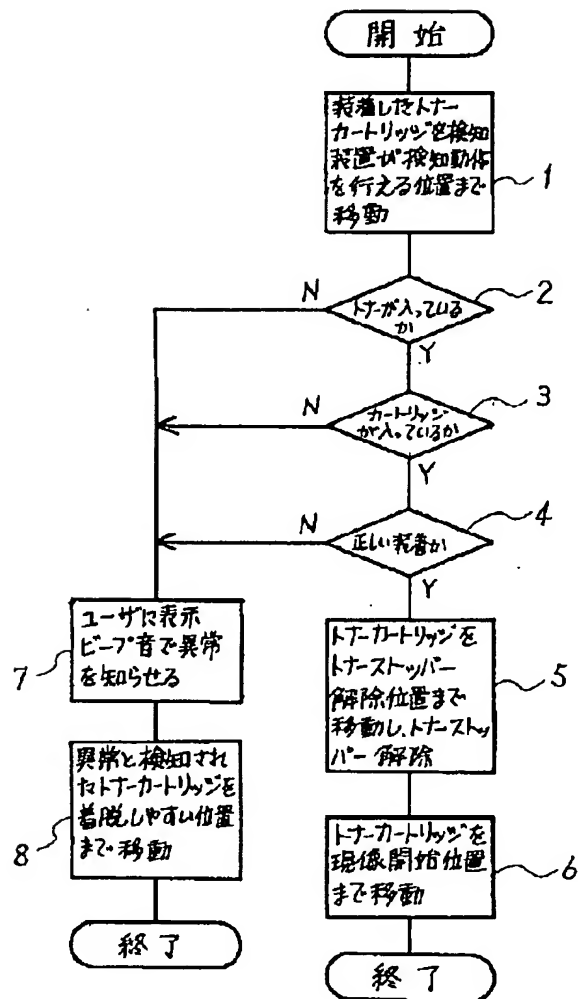 開始
装着したトナー
カートリッジを検知
装置が検知動作
を行える位置まで
移動
1
N
トナーが入っている
か
2
Y
N
カートリッジ
が入っているか
3
Y
N
正しい装着か
4
Y
ユーザに表示
ビープ音で異常
を知らせる
7
トナーカートリッジを
トナーストッパー
解除位置まで
移動し、トナーストッ
パー解除
5
異常と検知され
たトナーカートリッジを
着脱しやすい位置
まで移動
8
トナーカートリッジを
現像開始位置
まで移動
6
終了
終了